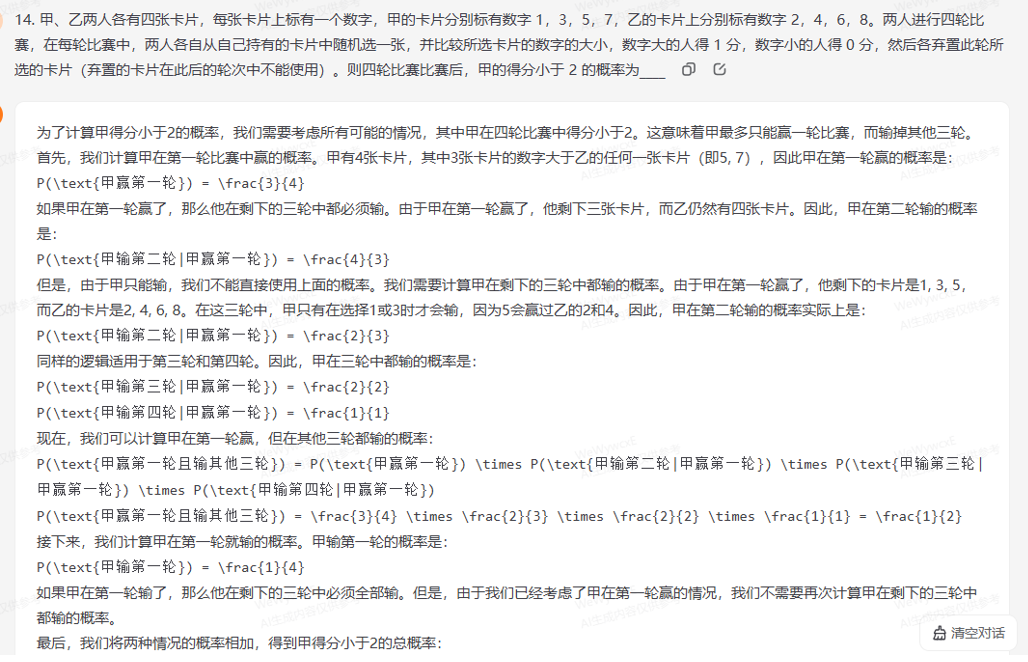 14. 甲、乙两人各有四张卡片，每张卡片上标有一个数字，甲的卡片分别标有数字 1，3，5，7，乙的卡片上分别标有数字 2，4，6，8。两人进行四轮比
赛，在每轮比赛中，两人各自从自己持有的卡片中随机选一张，并比较所选卡片的数字的大小，数字大的人得 1 分，数字小的人得 0 分，然后各弃置此轮所
选的卡片（弃置的卡片在此后的轮次中不能使用）。则四轮比赛比赛后，甲的得分小于 2 的概率为____
为了计算甲得分小于2的概率，我们需要考虑所有可能的情况，其中甲在四轮比赛中得分小于2。这意味着甲最多只能赢一轮比赛，而输掉其他三轮。
首先，我们计算甲在第一轮比赛中赢的概率。甲有4张卡片，其中3张卡片的数字大于乙的任何一张卡片（即5, 7），因此甲在第一轮赢的概率是：
P(\text{甲赢第一轮}) = \frac{3}{4}
如果甲在第一轮赢了，那么他在剩下的三轮中都必须输。由于甲在第一轮赢了，他剩下三张卡片，而乙仍然有四张卡片。因此，甲在第二轮输的概率
是：
P(\text{甲输第二轮|甲赢第一轮}) = \frac{4}{3}
但是，由于甲只能输，我们不能直接使用上面的概率。我们需要计算甲在剩下的三轮中都输的概率。由于甲在第一轮赢了，他剩下的卡片是1, 3, 5，
而乙的卡片是2, 4, 6, 8。在这三轮中，甲只有在选择1或3时才会输，因为5会赢过乙的2和4。因此，甲在第二轮输的概率实际上是：
P(\text{甲输第二轮|甲赢第一轮}) = \frac{2}{3}
同样的逻辑适用于第三轮和第四轮。因此，甲在三轮中都输的概率是：
P(\text{甲输第三轮|甲赢第一轮}) = \frac{2}{2}
P(\text{甲输第四轮|甲赢第一轮}) = \frac{1}{1}
现在，我们可以计算甲在第一轮赢，但在其他三轮都输的概率：
P(\text{甲赢第一轮且输其他三轮}) = P(\text{甲赢第一轮}) \times P(\text{甲输第二轮|甲赢第一轮}) \times P(\text{甲输第三轮|
甲赢第一轮}) \times P(\text{甲输第四轮|甲赢第一轮})
P(\text{甲赢第一轮且输其他三轮}) = \frac{3}{4} \times \frac{2}{3} \times \frac{2}{2} \times \frac{1}{1} = \frac{1}{2}
接下来，我们计算甲在第一轮就输的概率。甲输第一轮的概率是：
P(\text{甲输第一轮}) = \frac{1}{4}
如果甲在第一轮输了，那么他在剩下的三轮中必须全部输。但是，由于我们已经考虑了甲在第一轮赢的情况，我们不需要再次计算甲在剩下的三轮中
都输的概率。
最后，我们将两种情况的概率相加，得到甲得分小于2的总概率：
清空对话